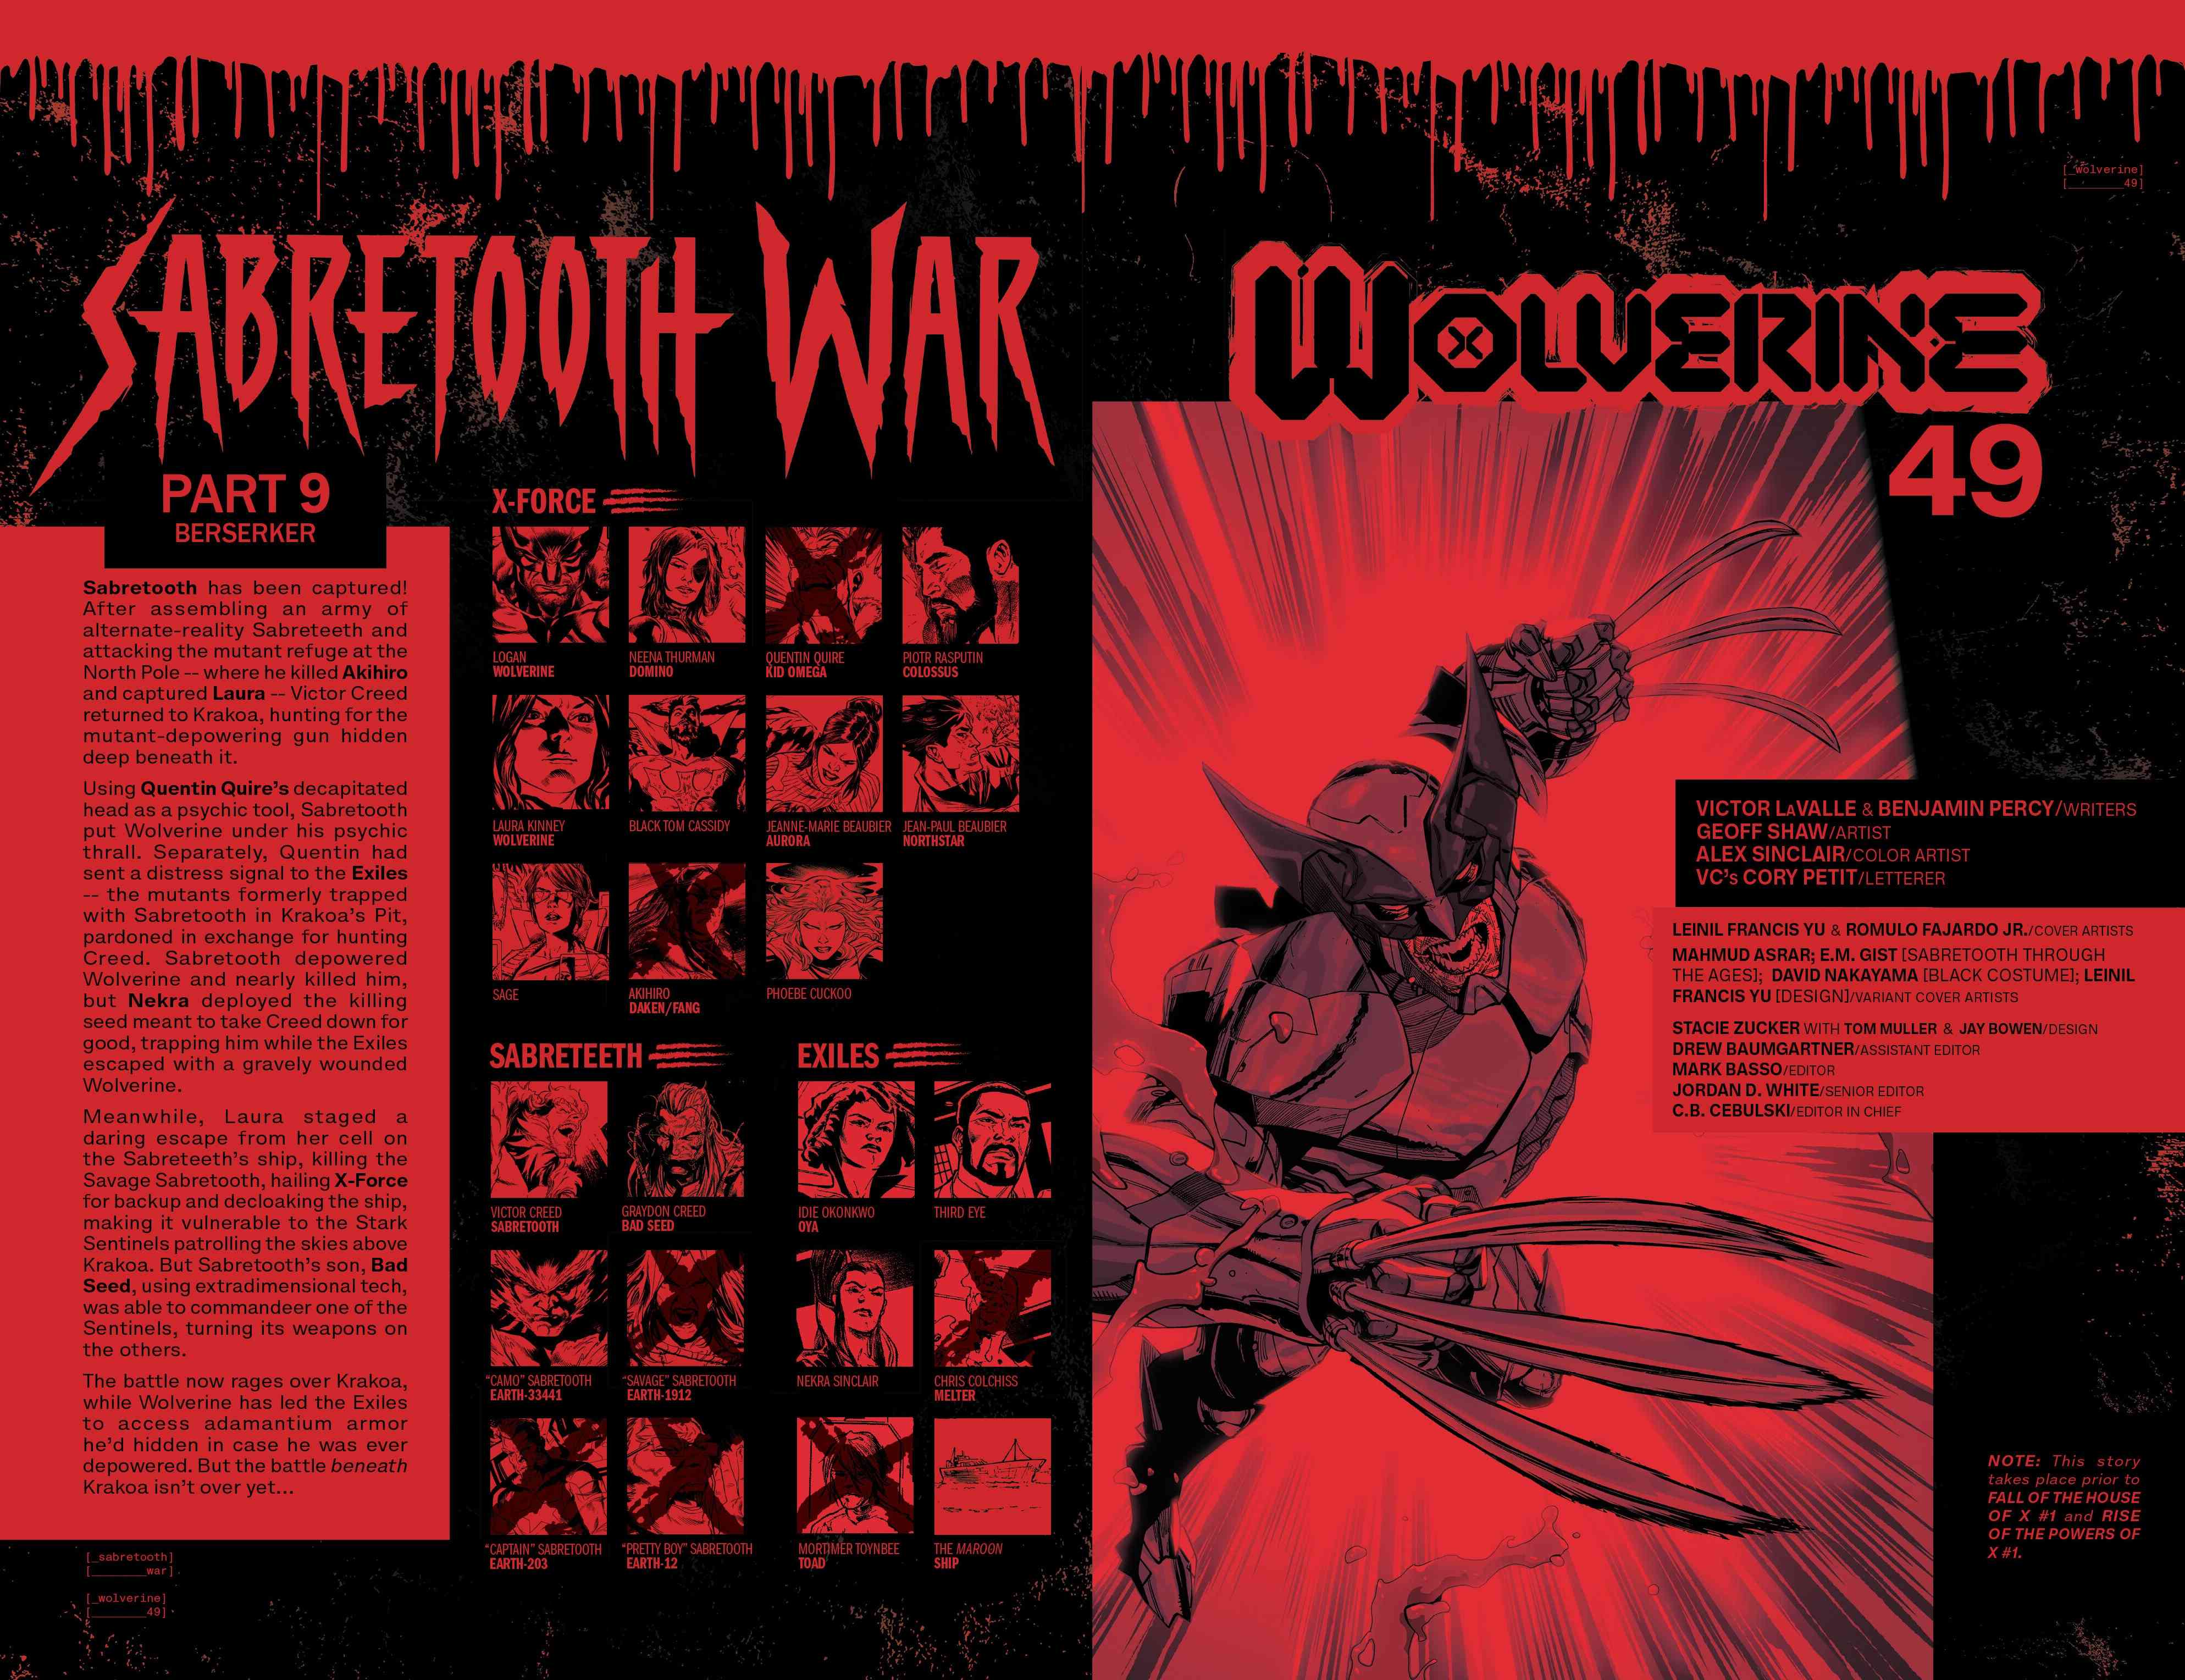 SABRETOOTH WAR
PART 9
BERSERKER
Sabretooth has been captured!
After assembling an army of
alternate-reality Sabreteeth and
attacking the mutant refuge at the
North Pole -- where he killed Akihiro
and captured Laura -- Victor Creed
returned to Krakoa, hunting for the
mutant-depowering gun hidden
deep beneath it.
Using Quentin Quire's decapitated
head as a psychic tool, Sabretooth
put Wolverine under his psychic
thrall. Separately, Quentin had
sent a distress signal to the Exiles
-- the mutants formerly trapped
with Sabretooth in Krakoa's Pit,
pardoned in exchange for hunting
Creed. Sabretooth depowered
Wolverine and nearly killed him,
but Nekra deployed the killing
seed meant to take Creed down for
good, trapping him while the Exiles
escaped with a gravely wounded
Wolverine.
Meanwhile, Laura staged a
daring escape from her cell on
the Sabreteeth's ship, killing the
Savage Sabretooth, hailing X-Force
for backup and decloaking the ship,
making it vulnerable to the Stark
Sentinels patrolling the skies above
Krakoa. But Sabretooth's son, Bad
Seed, using extradimensional tech,
was able to commandeer one of the
Sentinels, turning its weapons on
the others.
The battle now rages over Krakoa,
while Wolverine has led the Exiles
to access adamantium armor
he'd hidden in case he was ever
depowered. But the battle beneath
Krakoa isn't over yet...
[_sabretooth]
[________war]
[_wolverine]
[________49]
X-FORCE
LOGAN
WOLVERINE
NEENA THURMAN
DOMINO
QUENTIN QUIRE
KID OMEGA
PIOTR RASPUTIN
COLOSSUS
LAURA KINNEY
WOLVERINE
BLACK TOM CASSIDY
JEANNE-MARIE BEAUBIER
AURORA
JEAN-PAUL BEAUBIER
NORTHSTAR
SAGE
AKIHIRO
DAKEN/FANG
PHOEBE CUCKOO
SABRETEETH
VICTOR CREED
SABRETOOTH
GRAYDON CREED
BAD SEED
"CAMO" SABRETOOTH
EARTH-33441
"SAVAGE" SABRETOOTH
EARTH-1912
"CAPTAIN" SABRETOOTH
EARTH-203
"PRETTY BOY" SABRETOOTH
EARTH-12
EXILES
IDIE OKONKWO
OYA
THIRD EYE
NEKRA SINCLAIR
CHRIS COLCHISS
MELTER
MORTIMER TOYNBEE
TOAD
THE MAROON
SHIP
[_Wolverine]
[________49]
WOLVERINE
49
VICTOR LAVALLE & BENJAMIN PERCY/WRITERS
GEOFF SHAW/ARTIST
ALEX SINCLAIR/COLOR ARTIST
VC's CORY PETIT/LETTERER
LEINIL FRANCIS YU & ROMULO FAJARDO JR./COVER ARTISTS
MAHMUD ASRAR; E.M. GIST [SABRETOOTH THROUGH
THE AGES]; DAVID NAKAYAMA [BLACK COSTUME]; LEINIL
FRANCIS YU [DESIGN]/VARIANT COVER ARTISTS
STACIE ZUCKER WITH TOM MULLER & JAY BOWEN/DESIGN
DREW BAUMGARTNER/ASSISTANT EDITOR
MARK BASSO/EDITOR
JORDAN D. WHITE/SENIOR EDITOR
C.B. CEBULSKI/EDITOR IN CHIEF
NOTE: This story
takes place prior to
FALL OF THE HOUSE
OF X #1 and RISE
OF THE POWERS OF
X #1.